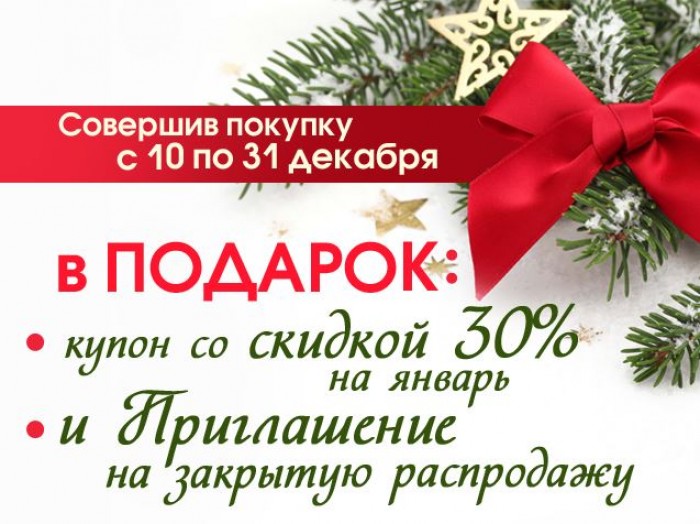 Совершив покупку
с 10 по 31 декабря
в ПОДАРОК:
• купон со скидкой 30%
на январь
• и Приглашение
на закрытую распродажу